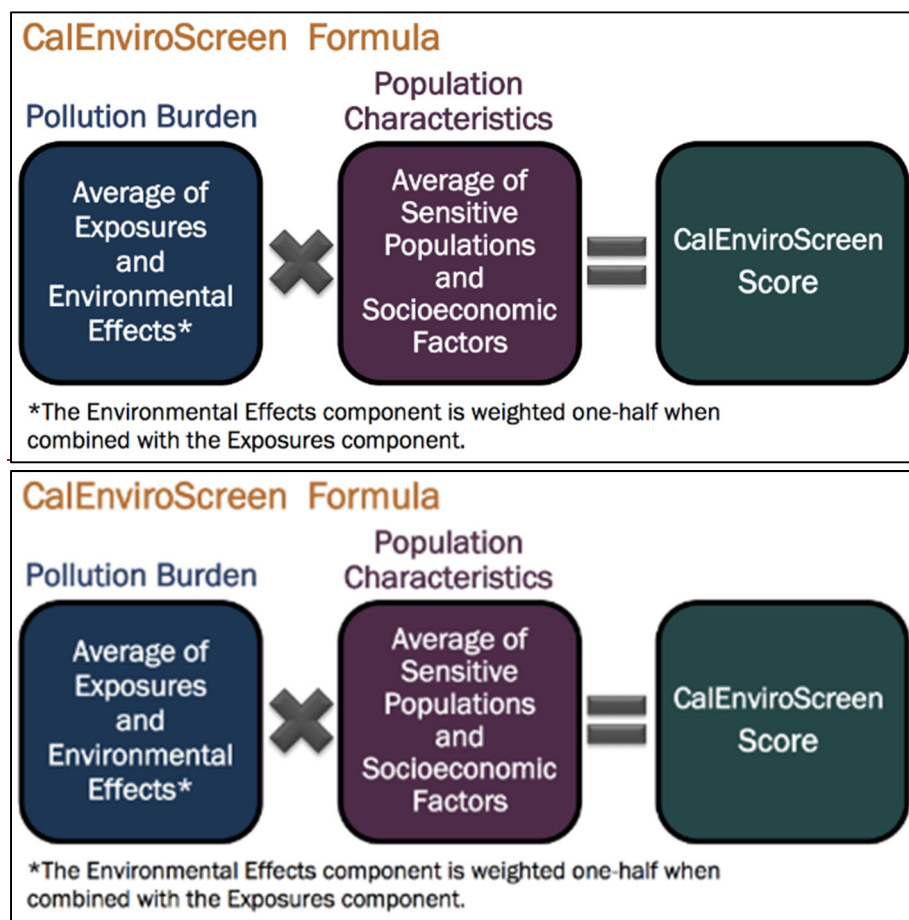 CalEnviroScreen Formula
Pollution Burden
Population
Characteristics
Average of
Exposures
and
Environmental
Effects*
Average of
Sensitive
Populations
and
Socioeconomic
Factors
CalEnviroScreen
Score
*The Environmental Effects component is weighted one-half when
combined with the Exposures component.
CalEnviroScreen Formula
Pollution Burden
Population
Characteristics
Average of
Exposures
and
Environmental
Effects*
Average of
Sensitive
Populations
and
Socioeconomic
Factors
CalEnviroScreen
Score
*The Environmental Effects component is weighted one-half when
combined with the Exposures component.